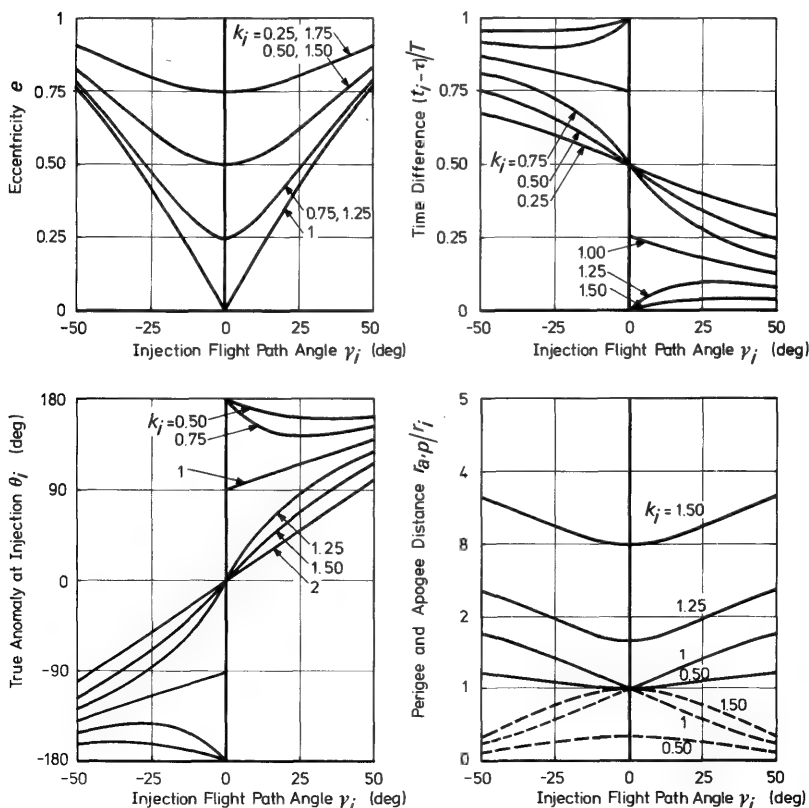 Eccentricity e
1
0.75
0.50
0.25
0
k_i = 0.25, 1.75
0.50, 1.50
0.75, 1.25
1
-50 -25 0 25 50
Injection Flight Path Angle γ_i (deg)
Time Difference (t_i - τ)/T
1
0.75
0.50
0.25
0
k_i=0.75
0.50
0.25
1.00
1.25
1.50
-50 -25 0 25 50
Injection Flight Path Angle γ_i (deg)
True Anomaly at Injection θ_i (deg)
180
90
0
-90
-180
k_i=0.50
0.75
1
1.25
1.50
2
-50 -25 0 25 50
Injection Flight Path Angle γ_i (deg)
Perigee and Apogee Distance r_a,p/r_i
5
4
8
2
1
0
k_i = 1.50
1.25
1
0.50
1.50
1
0.50
-50 -25 0 25 50
Injection Flight Path Angle γ_i (deg)